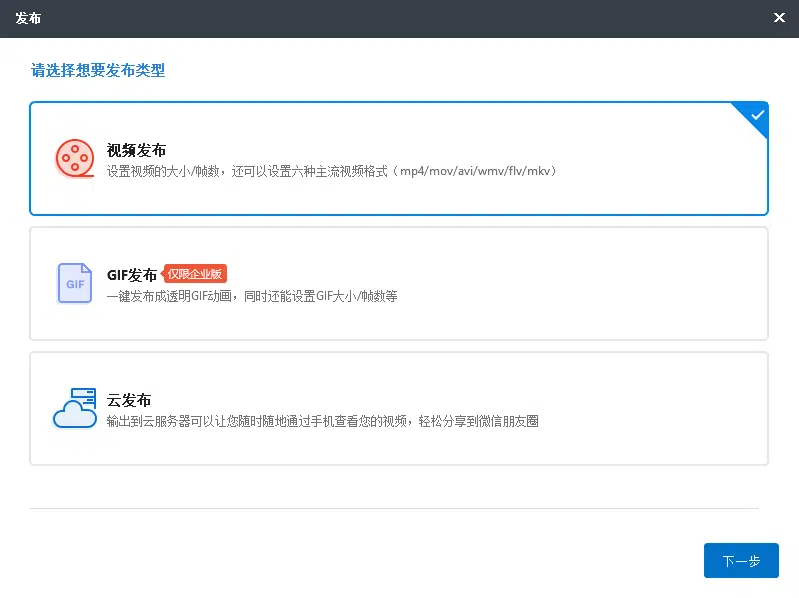 发布
请选择想要发布类型
视频发布
设置视频的大小/帧数，还可以设置六种主流视频格式（mp4/mov/avi/wmv/flv/mkv）
GIF发布 仅限企业版
GIF
一键发布成透明GIF动画，同时还能设置GIF大小/帧数等
云发布
输出到云服务器可以让您随时随地通过手机查看您的视频，轻松分享到微信朋友圈
下一步